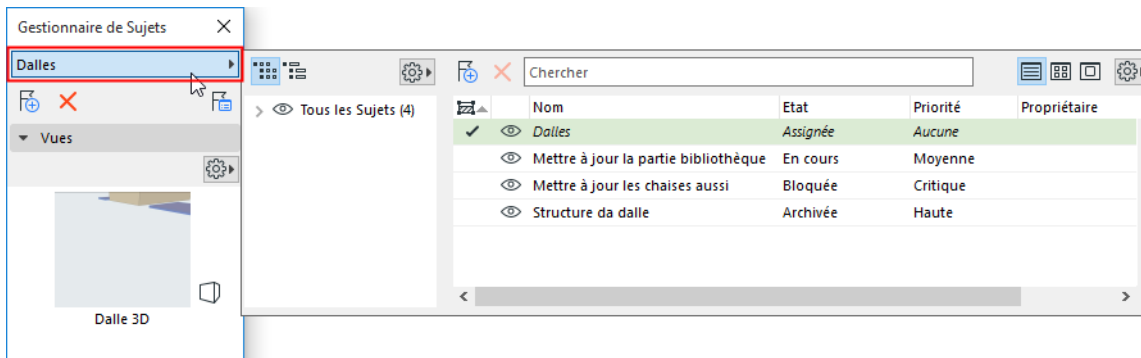 Gestionnaire de Sujets
Dalles
Vues
Dalle 3D
Tous les Sujets (4)
Chercher
Nom Etat Priorité Propriétaire
Dalles Assignée Aucune
Mettre à jour la partie bibliothèque En cours Moyenne
Mettre à jour les chaises aussi Bloquée Critique
Structure da dalle Archivée Haute